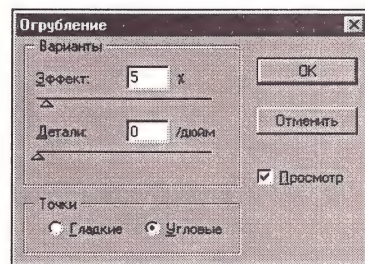 Огрубление
Варианты
Эффект: 5 %
OK
Детали: 0 /дюйм
Отменить
Просмотр
Точки
Гладкие Угловые